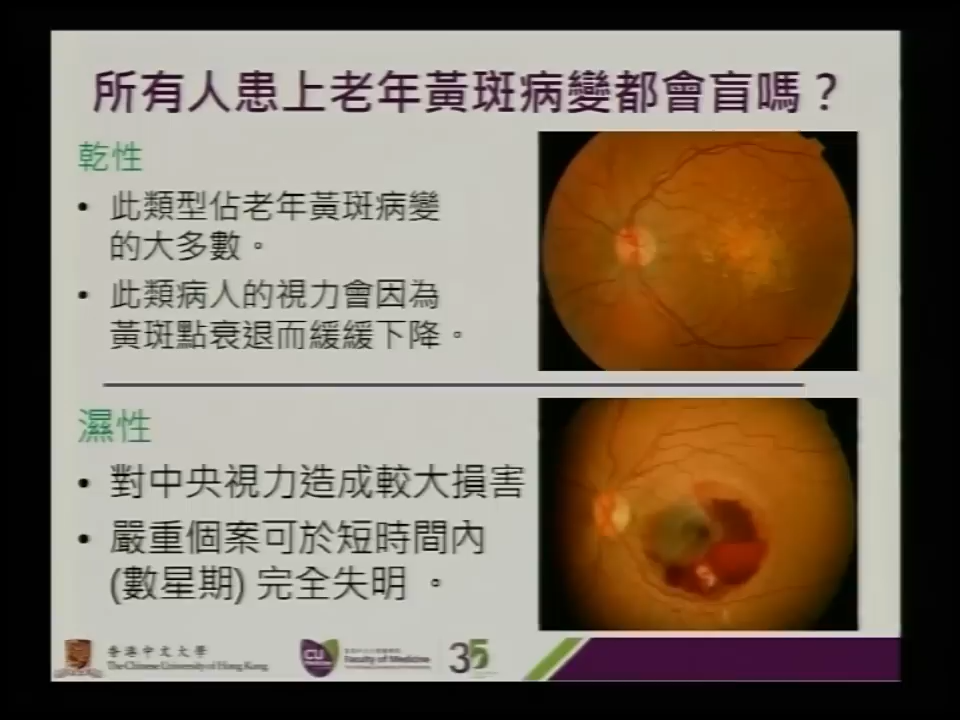 所有人患上老年黃斑病變都會盲嗎？
乾性
• 此類型佔老年黃斑病變
的大多數。
• 此類病人的視力會因為
黃斑點衰退而緩緩下降。
濕性
• 對中央視力造成較大損害
• 嚴重個案可於短時間內
(數星期) 完全失明 。
香港中文大學
The Chinese University of Hong Kong
CU
Medicine
Faculty of Medicine
35